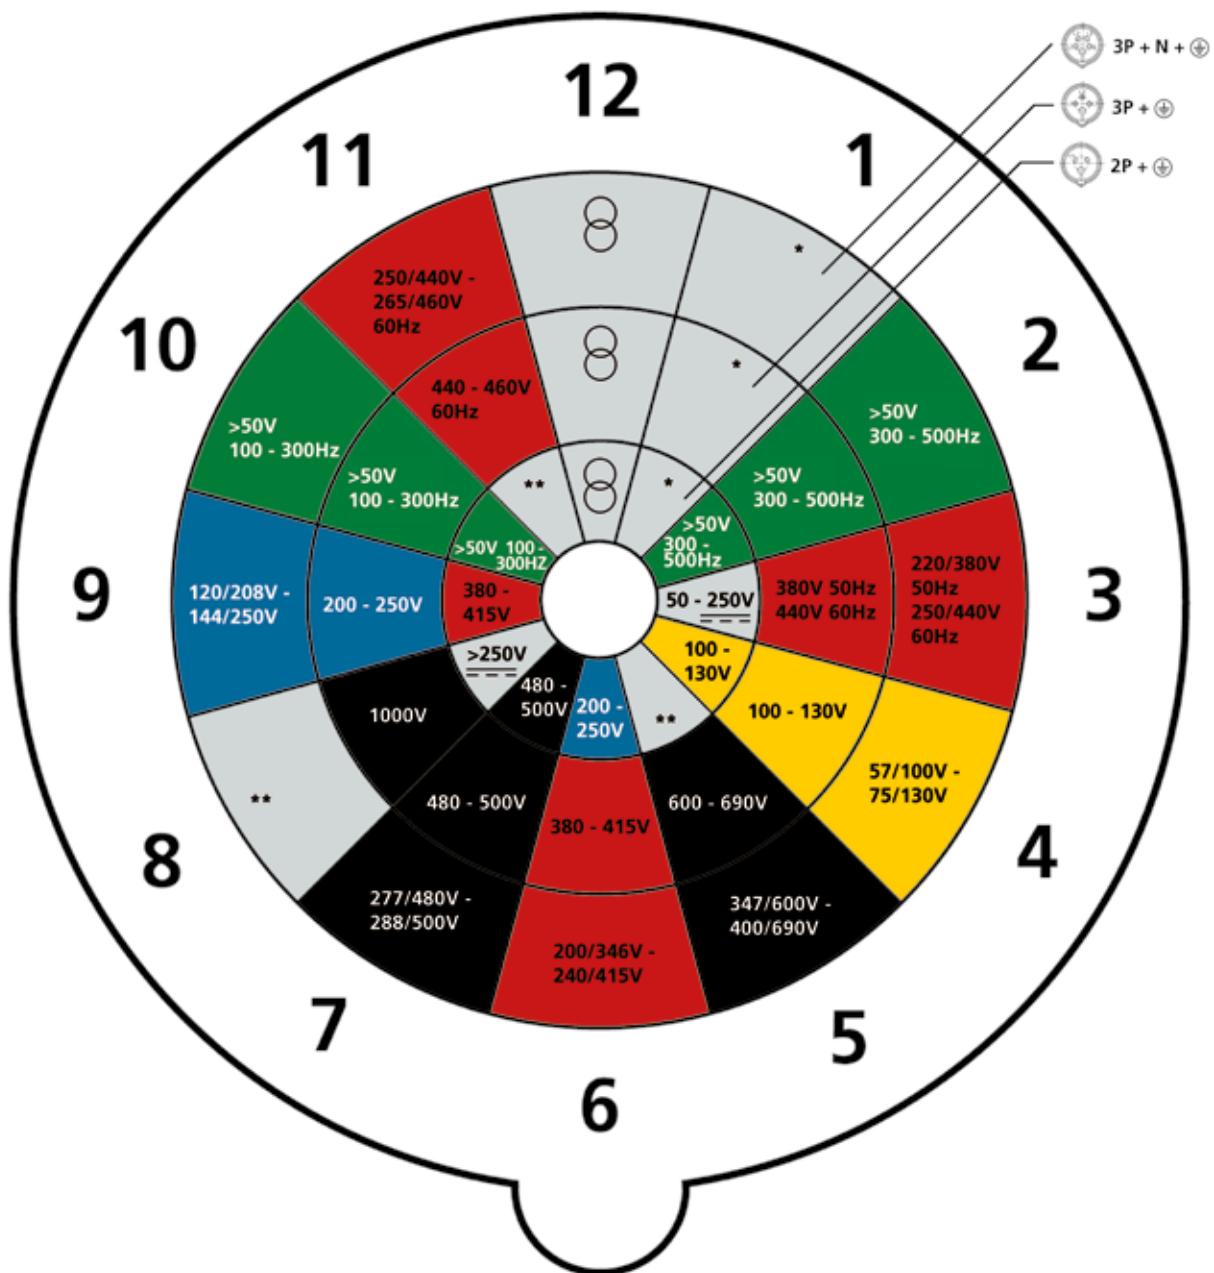 12
1
2
3
4
5
6
7
8
9
10
11
3P + N +
3P +
2P +
*
*
*
>50V
300 - 500Hz
>50V
300 - 500Hz
>50V
300 -
500Hz
220/380V
50Hz
250/440V
60Hz
380V 50Hz
440V 60Hz
50 - 250V
57/100V -
75/130V
100 - 130V
100 -
130V
347/600V -
400/690V
600 - 690V
**
200/346V -
240/415V
380 - 415V
200 -
250V
277/480V -
288/500V
480 - 500V
480 -
500V
**
1000V
>250V
120/208V -
144/250V
200 - 250V
380 -
415V
>50V
100 - 300Hz
>50V
100 - 300Hz
>50V 100 -
300HZ
250/440V -
265/460V
60Hz
440 - 460V
60Hz
**